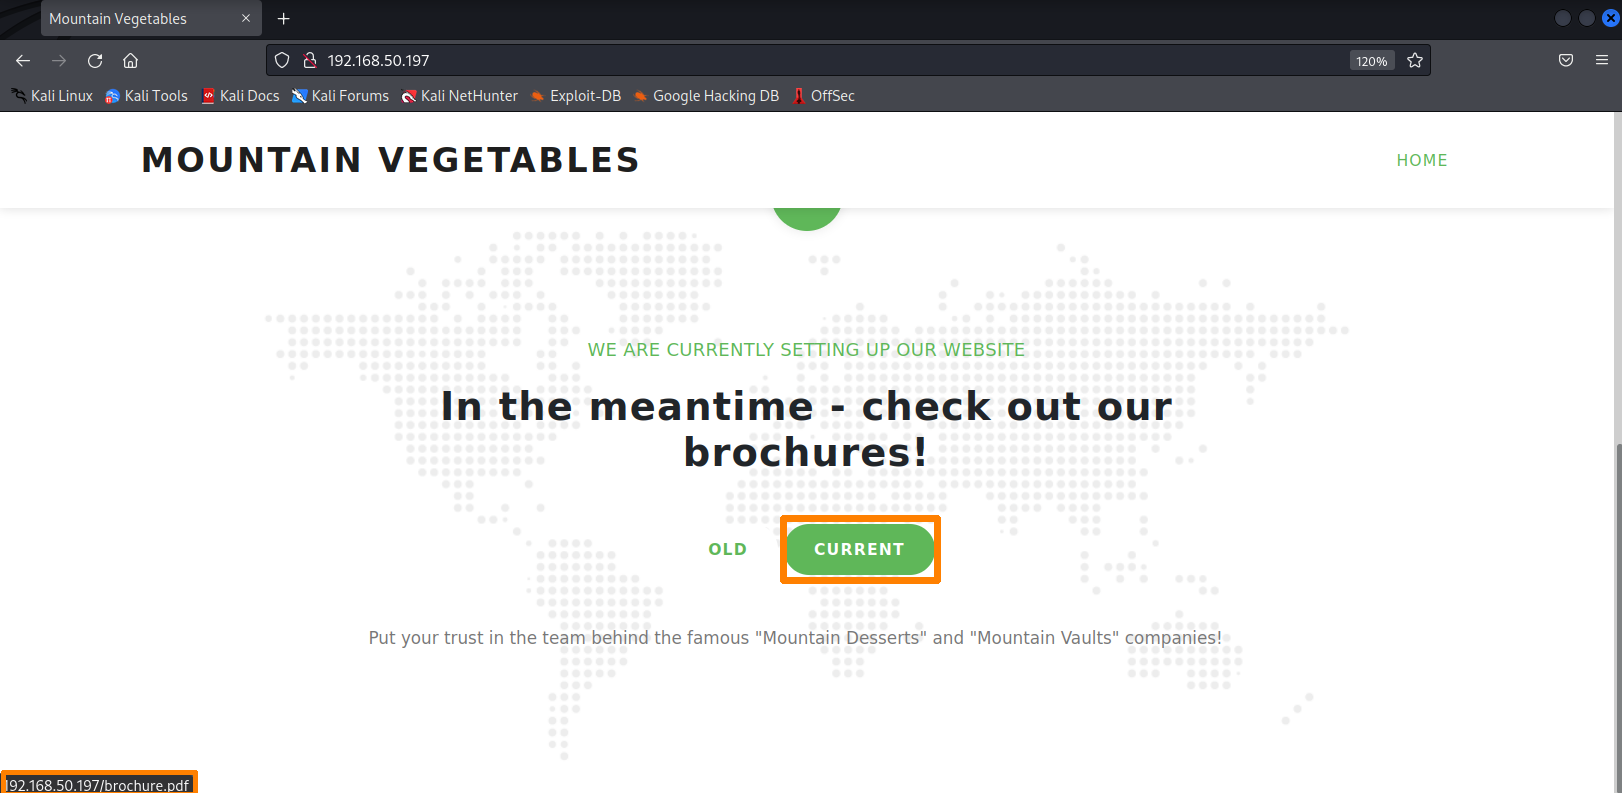 Mountain Vegetables
192.168.50.197
120%
Kali Linux Kali Tools Kali Docs Kali Forums Kali NetHunter Exploit-DB Google Hacking DB OffSec
MOUNTAIN VEGETABLES HOME
WE ARE CURRENTLY SETTING UP OUR WEBSITE
In the meantime - check out our
brochures!
OLD CURRENT
Put your trust in the team behind the famous "Mountain Desserts" and "Mountain Vaults" companies!
192.168.50.197/brochure.pdf